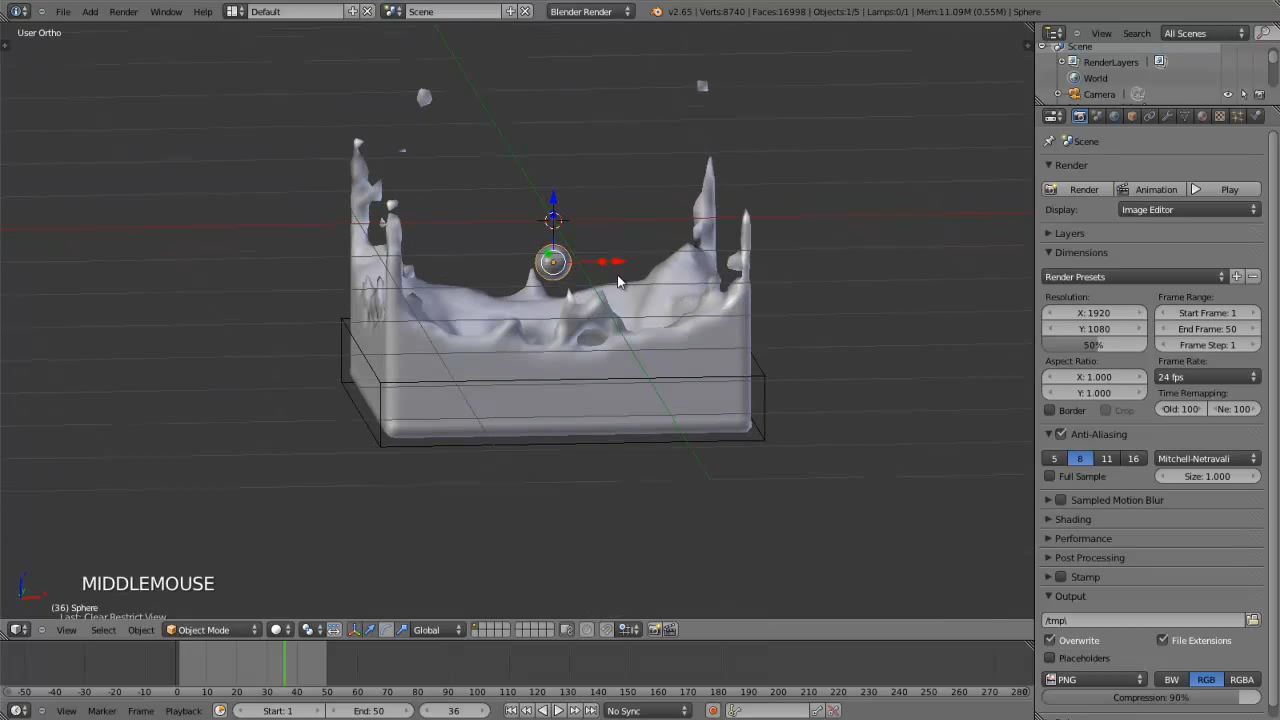 File Add Render Window Help Default Scene Blender Render v2.65 | Verts:8740 | Faces:16998 | Objects:1/5 | Lamps:0/1 | Mem:11.09M (0.55M) | Sphere
User Ortho
View Search All Scenes
Scene
RenderLayers
World
Camera
Scene
Render
Render Animation Play
Display: Image Editor
Layers
Dimensions
Render Presets
Resolution: Frame Range:
X: 1920 Start Frame: 1
Y: 1080 End Frame: 50
50% Frame Step: 1
Aspect Ratio: Frame Rate:
X: 1.000 24 fps
Y: 1.000 Time Remapping:
Border Crop Old: 100 Ne: 100
Anti-Aliasing
5 8 11 16 Mitchell-Netravali
Full Sample Size: 1.000
Sampled Motion Blur
Shading
Performance
Post Processing
Stamp
Output
/tmp\
Overwrite File Extensions
Placeholders
PNG BW RGB RGBA
Compression: 90%
MIDDLEMOUSE
(36) Sphere
Last: Clear Restrict View
View Select Object Object Mode Global
-50 -40 -30 -20 -10 0 10 20 30 40 50 60 70 80 90 100 110 120 130 140 150 160 170 180 190 200 210 220 230 240 250 260 270 280
View Marker Frame Playback Start: 1 End: 50 36 No Sync